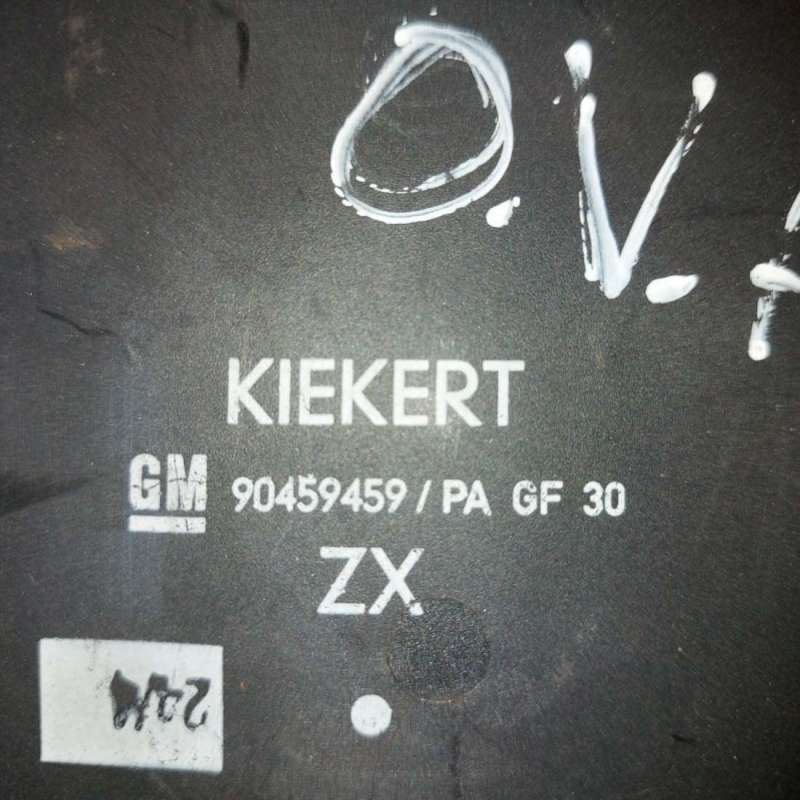 O.V.
KIEKERT
GM 90459459 / PA GF 30
ZX